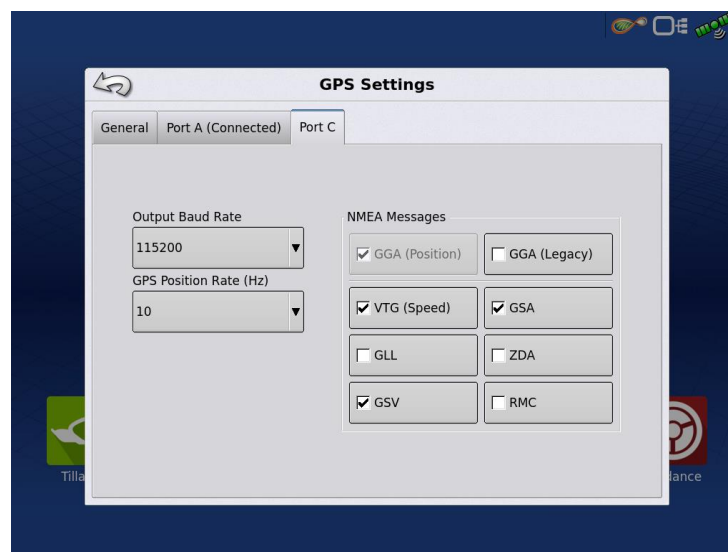 GPS Settings
General
Port A (Connected)
Port C
Output Baud Rate
115200
GPS Position Rate (Hz)
10
NMEA Messages
GGA (Position)
GGA (Legacy)
VTG (Speed)
GSA
GLL
ZDA
GSV
RMC
Tilla
lance